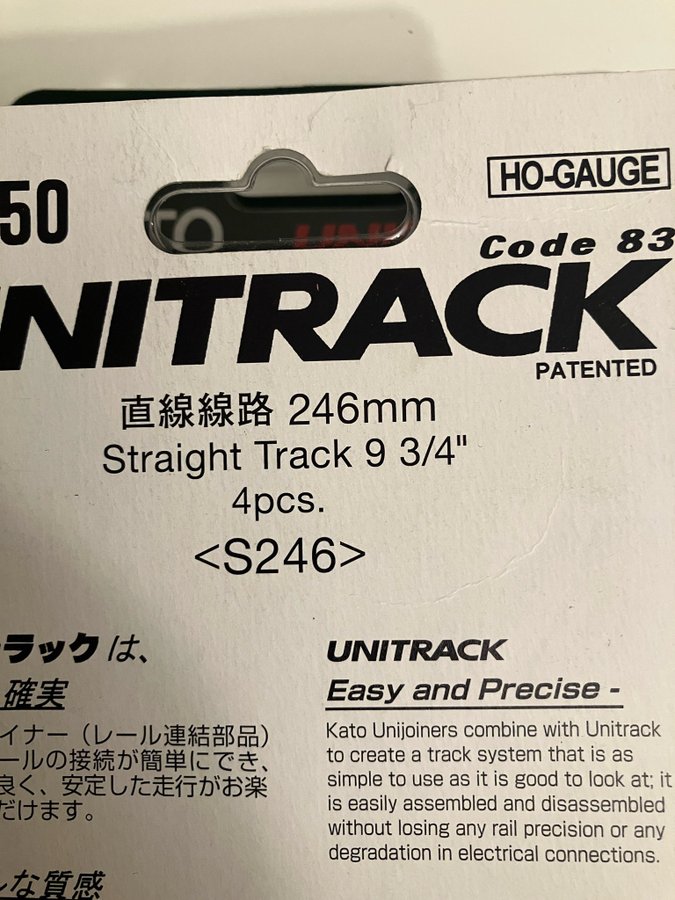 50
HO-GAUGE
TO UNI
Code 83
NITRACK
PATENTED
直線線路 246mm
Straight Track 9 3/4"
4pcs.
<S246>
ラックは、
確実
イナー（レール連結部品）
ールの接続が簡単にでき、
良く、安定した走行がお楽
だけます。
な質感
UNITRACK
Easy and Precise -
Kato Unijoiners combine with Unitrack
to create a track system that is as
simple to use as it is good to look at; it
is easily assembled and disassembled
without losing any rail precision or any
degradation in electrical connections.